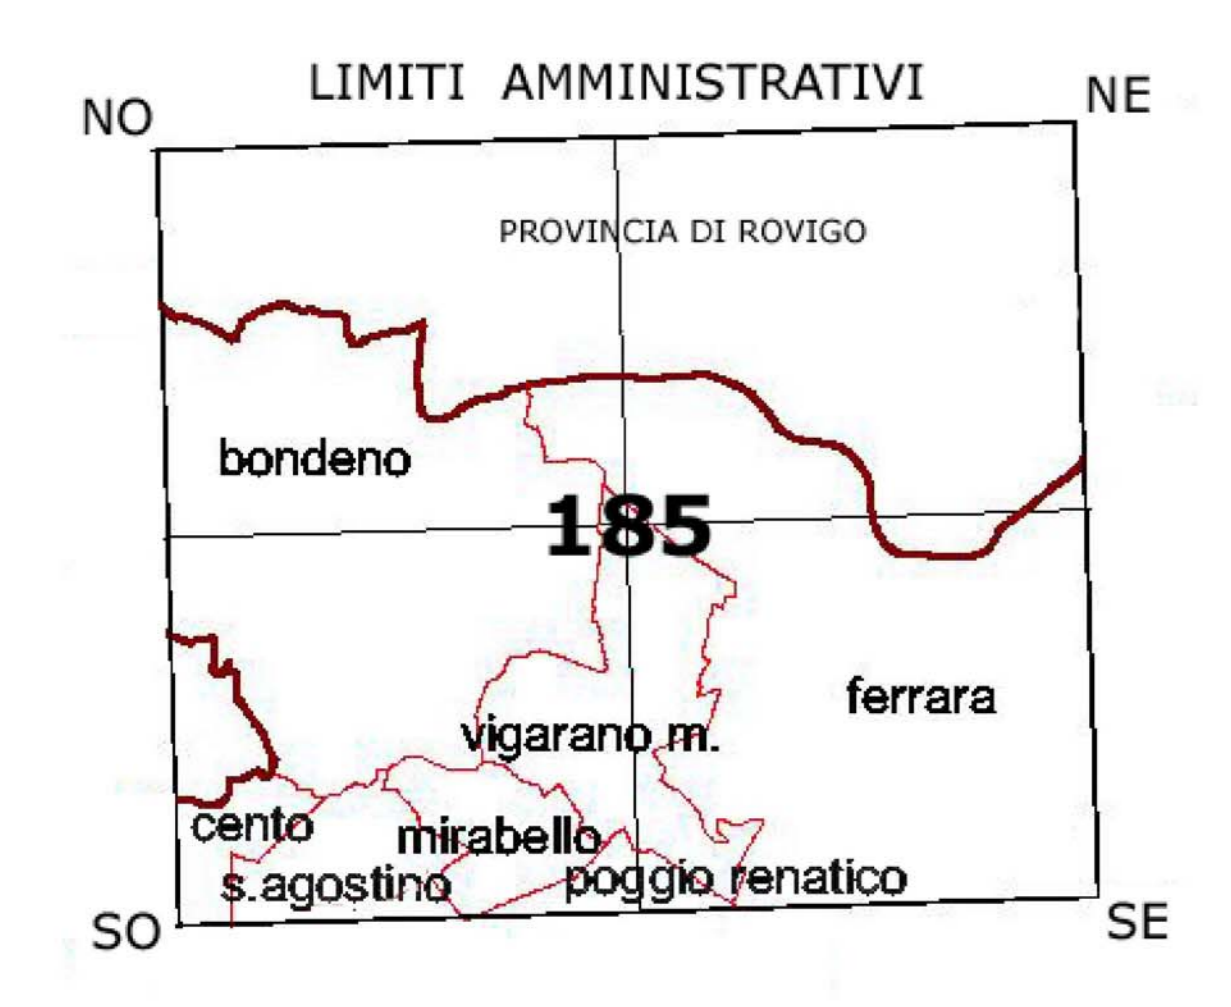 LIMITI AMMINISTRATIVI
NO
NE
PROVINCIA DI ROVIGO
bondeno
185
ferrara
vigarano m.
cento
mirabello
s.agostino
poggio renatico
SO
SE